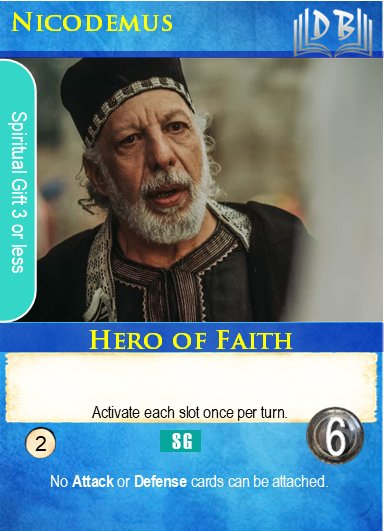 Nicodemus
DB
Spiritual Gift 3 or less
Hero of Faith
Activate each slot once per turn.
2
SG
6
No Attack or Defense cards can be attached.